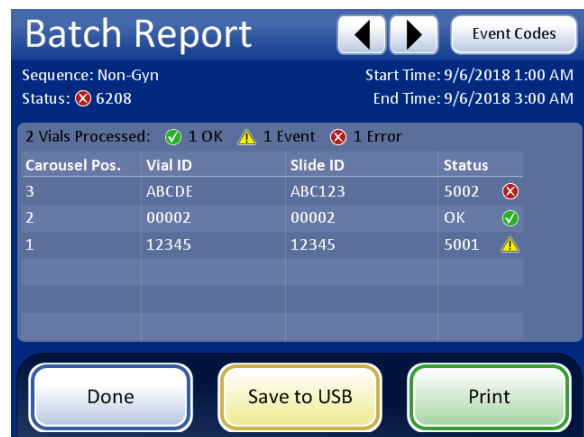 Batch Report
Event Codes
Sequence: Non-Gyn
Start Time: 9/6/2018 1:00 AM
Status: 6208
End Time: 9/6/2018 3:00 AM
2 Vials Processed: 1 OK 1 Event 1 Error
Carousel Pos. Vial ID Slide ID Status
3 ABCDE ABC123 5002
2 00002 00002 OK
1 12345 12345 5001
Done Save to USB Print